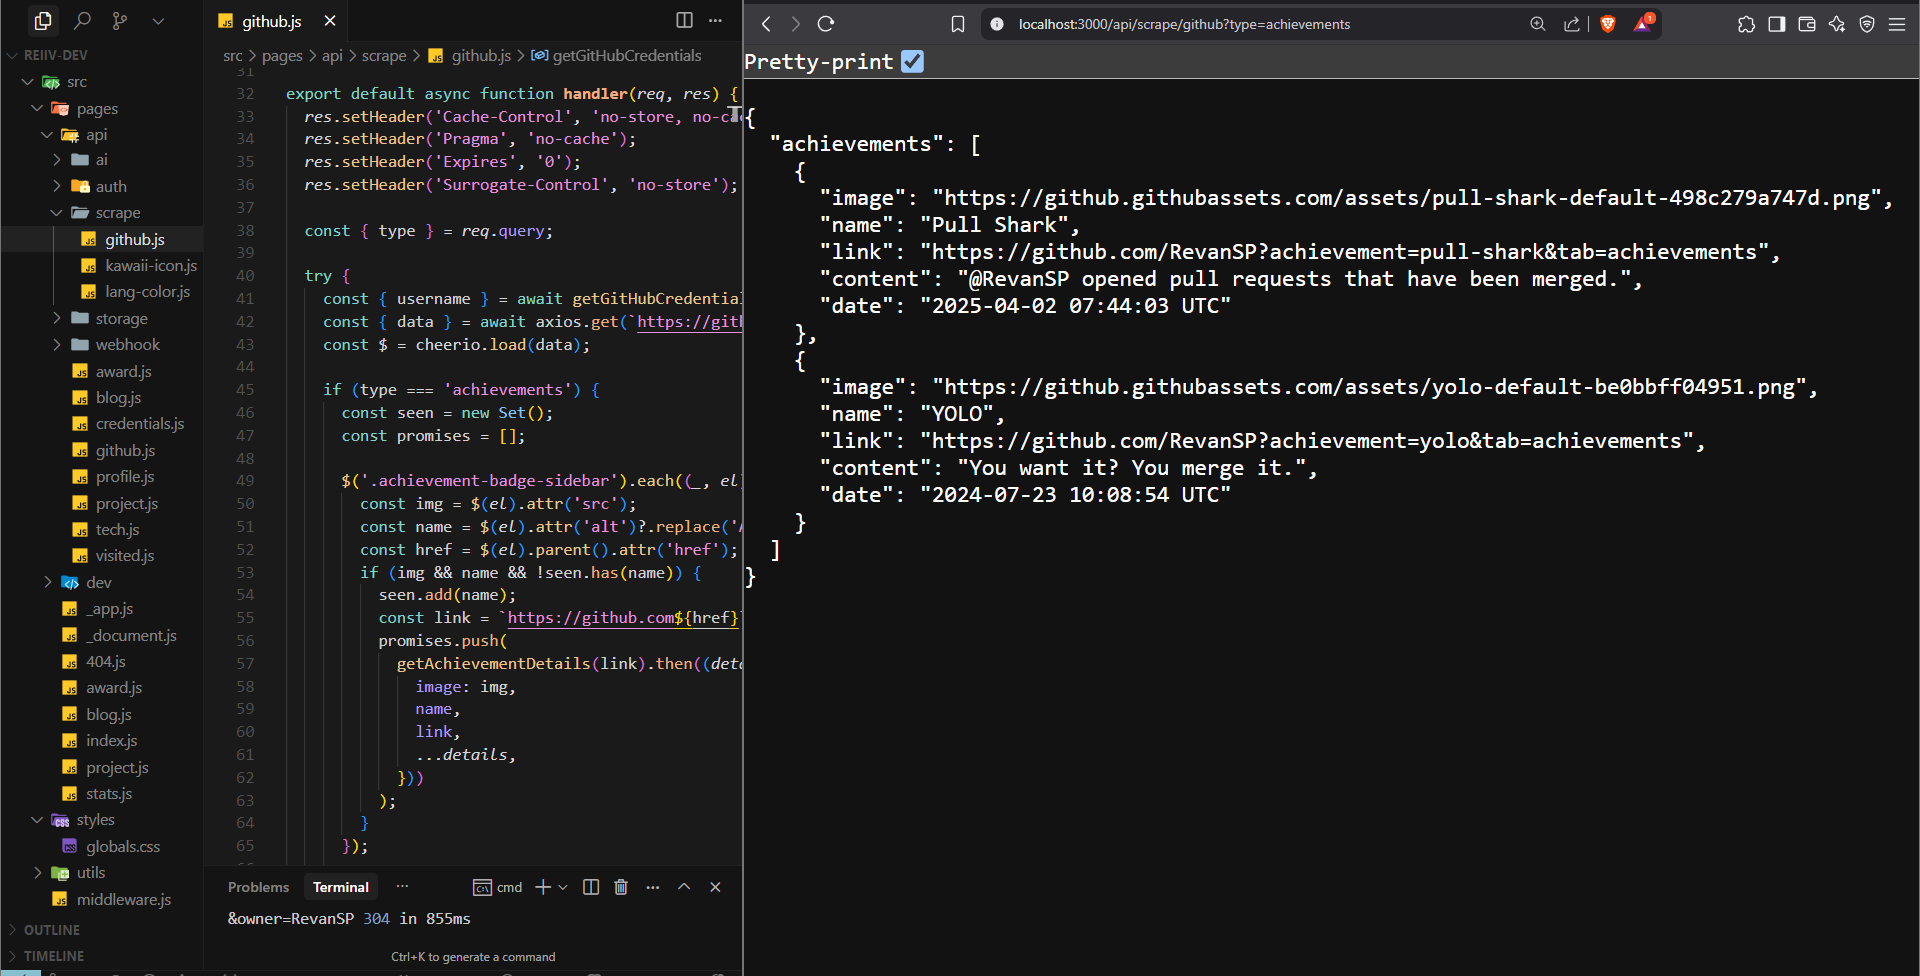 REIIV-DEV
src
pages
api
ai
auth
scrape
github.js
kawaii-icon.js
lang-color.js
storage
webhook
award.js
blog.js
credentials.js
github.js
profile.js
project.js
tech.js
visited.js
dev
_app.js
_document.js
404.js
award.js
blog.js
index.js
project.js
stats.js
styles
globals.css
utils
middleware.js
OUTLINE
TIMELINE
github.js
src > pages > api > scrape > github.js > getGitHubCredentials
31
32 export default async function handler(req, res) {
33 res.setHeader('Cache-Control', 'no-store, no-ca
34 res.setHeader('Pragma', 'no-cache');
35 res.setHeader('Expires', '0');
36 res.setHeader('Surrogate-Control', 'no-store');
37
38 const { type } = req.query;
39
40 try {
41 const { username } = await getGitHubCredential
42 const { data } = await axios.get(`https://gith
43 const $ = cheerio.load(data);
44
45 if (type === 'achievements') {
46 const seen = new Set();
47 const promises = [];
48
49 $('.achievement-badge-sidebar').each((_, el
50 const img = $(el).attr('src');
51 const name = $(el).attr('alt')?.replace('A
52 const href = $(el).parent().attr('href');
53 if (img && name && !seen.has(name)) {
54 seen.add(name);
55 const link = `https://github.com${href}`
56 promises.push(
57 getAchievementDetails(link).then((deta
58 image: img,
59 name,
60 link,
61 ...details,
62 }))
63 );
64 }
65 });
Problems Terminal ... cmd
&owner=RevanSP 304 in 855ms
Ctrl+K to generate a command
localhost:3000/api/scrape/github?type=achievements
1
Pretty-print
{
"achievements": [
{
"image": "https://github.githubassets.com/assets/pull-shark-default-498c279a747d.png",
"name": "Pull Shark",
"link": "https://github.com/RevanSP?achievement=pull-shark&tab=achievements",
"content": "@RevanSP opened pull requests that have been merged.",
"date": "2025-04-02 07:44:03 UTC"
},
{
"image": "https://github.githubassets.com/assets/yolo-default-be0bbff04951.png",
"name": "YOLO",
"link": "https://github.com/RevanSP?achievement=yolo&tab=achievements",
"content": "You want it? You merge it.",
"date": "2024-07-23 10:08:54 UTC"
}
]
}